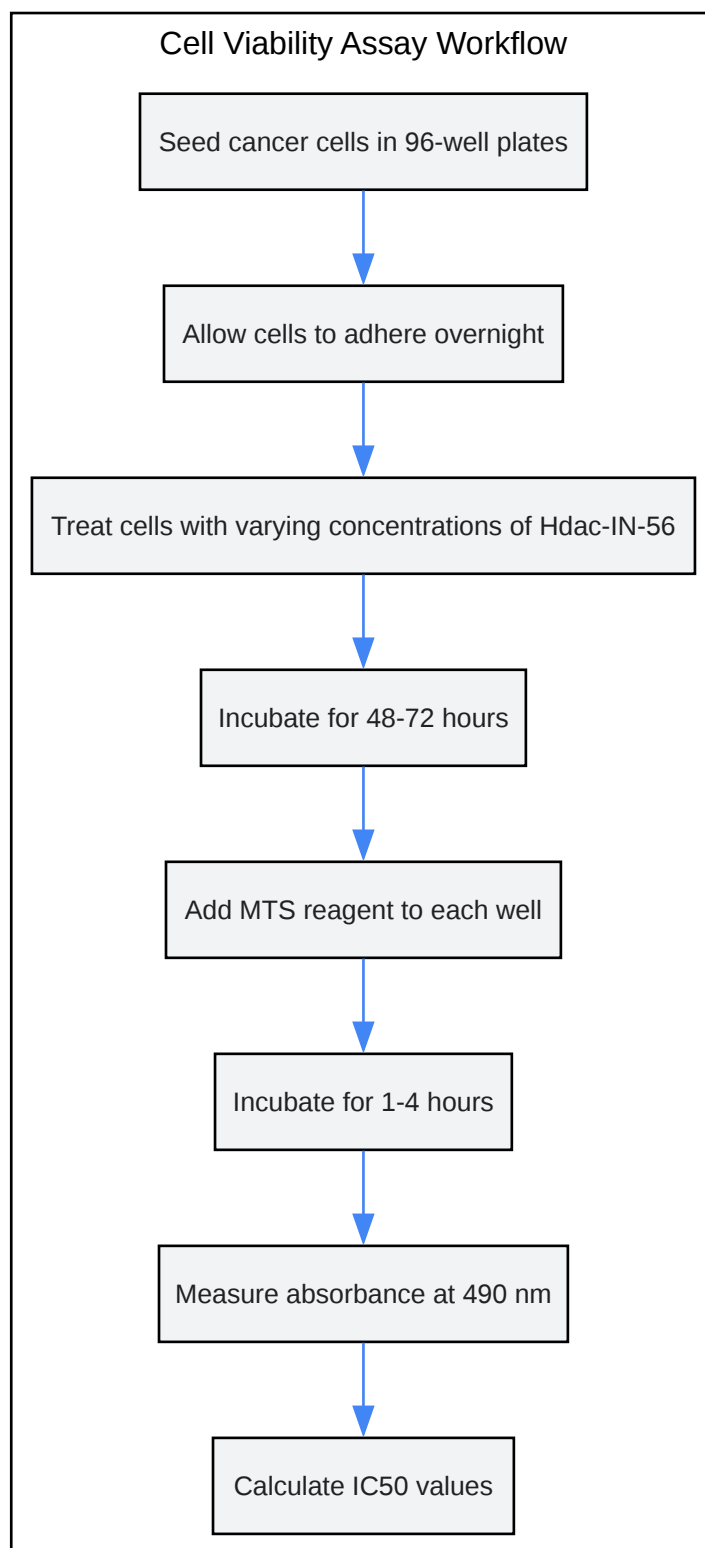 Cell Viability Assay Workflow
Seed cancer cells in 96-well plates
Allow cells to adhere overnight
Treat cells with varying concentrations of Hdac-IN-56
Incubate for 48-72 hours
Add MTS reagent to each well
Incubate for 1-4 hours
Measure absorbance at 490 nm
Calculate IC50 values